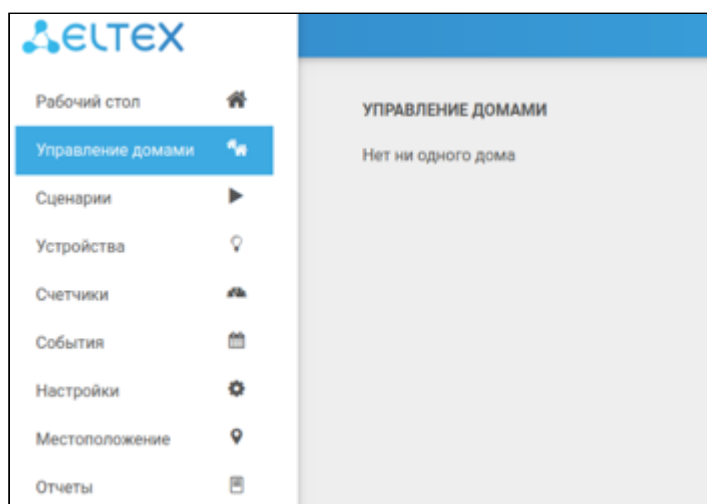 ELTEX
Рабочий стол
Управление домами
Сценарии
Устройства
Счетчики
События
Настройки
Местоположение
Отчеты
УПРАВЛЕНИЕ ДОМАМИ
Нет ни одного дома